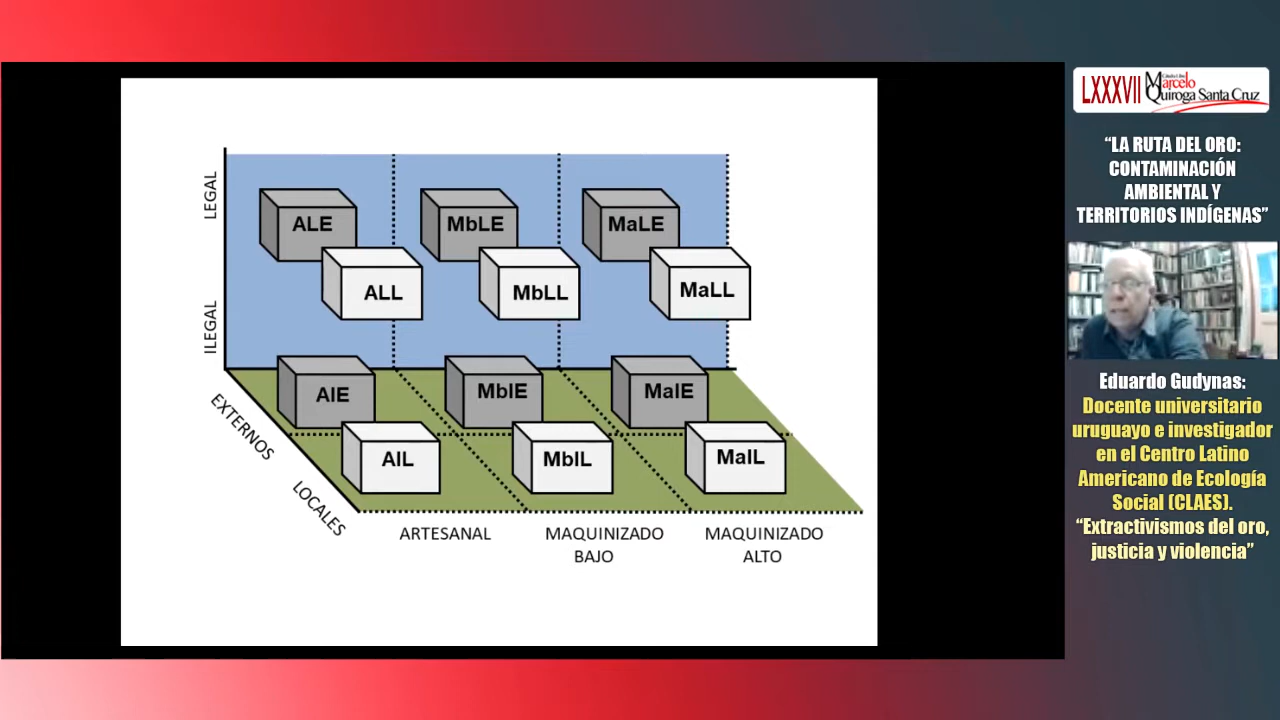 LEGAL
ILEGAL
EXTERNOS
LOCALES
ALE
MbLE
MaLE
ALL
MbLL
MaLL
AIE
MbIE
MaIE
AIL
MbIL
MaIL
ARTESANAL
MAQUINIZADO
BAJO
MAQUINIZADO
ALTO
LXXXVII
Marcelo
Quiroga Santa Cruz
“LA RUTA DEL ORO:
CONTAMINACIÓN
AMBIENTAL Y
TERRITORIOS INDÍGENAS”
Eduardo Gudynas:
Docente universitario
uruguayo e investigador
en el Centro Latino
Americano de Ecología
Social (CLAES).
“Extractivismos del oro,
justicia y violencia”